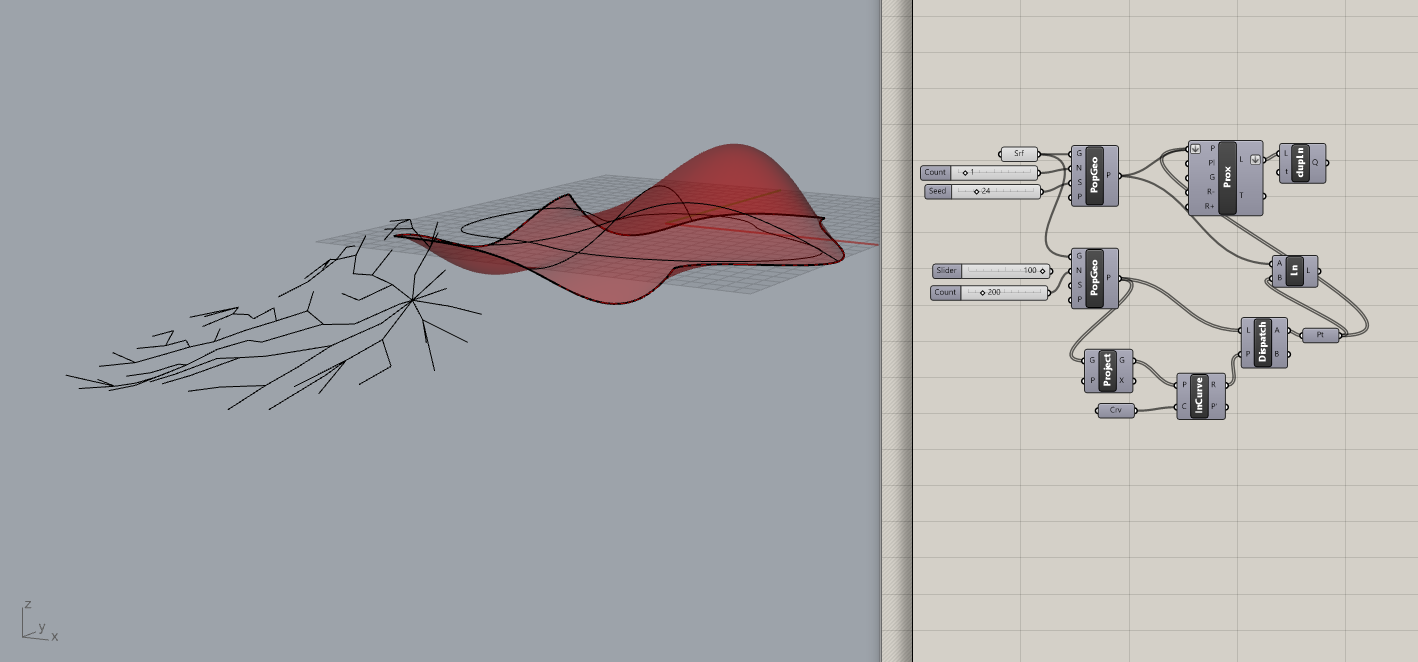 Srf
Count 1
Seed 24
G
N
S
P
PopGeo
P
P
Pl
G
R-
R+
Prox
L
T
L
t
dupLn
Q
Slider 100
Count 200
G
N
S
P
PopGeo
P
A
B
Ln
L
L
P
Dispatch
A
B
Pt
G
P
Project
G
X
Crv
P
C
InCurve
R
P'
z
y
x